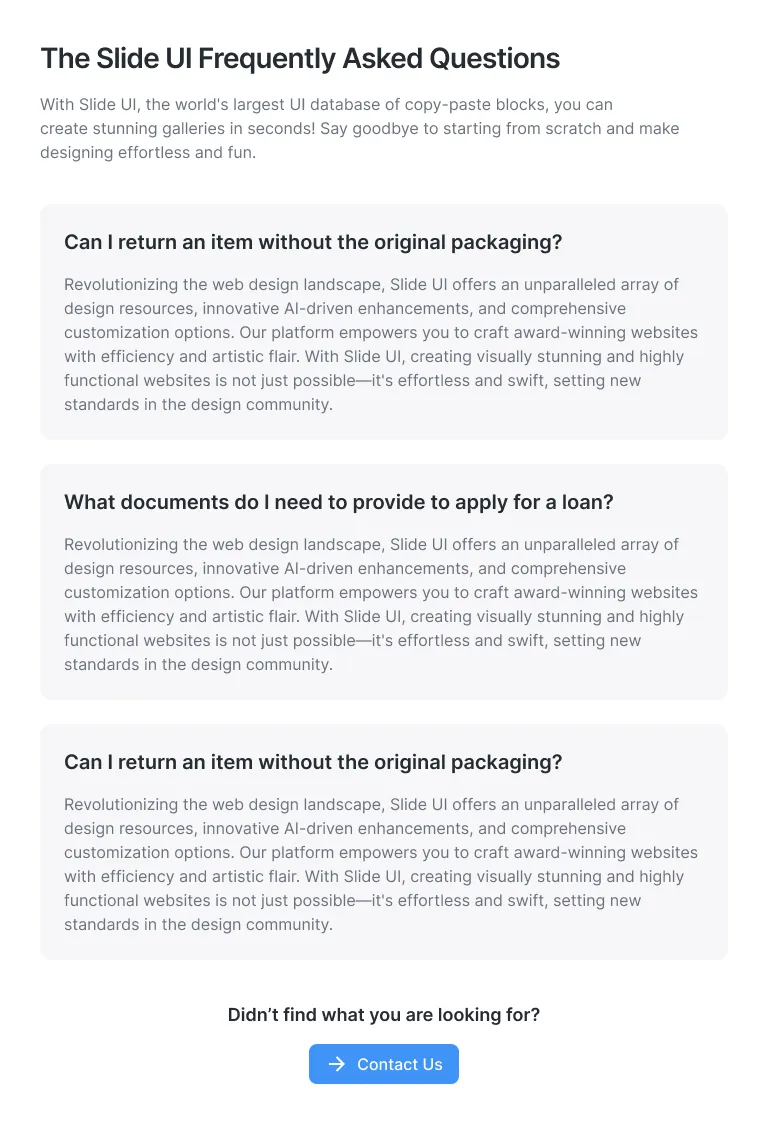 The Slide UI Frequently Asked Questions
With Slide UI, the world's largest UI database of copy-paste blocks, you can
create stunning galleries in seconds! Say goodbye to starting from scratch and make
designing effortless and fun.
Can I return an item without the original packaging?
Revolutionizing the web design landscape, Slide UI offers an unparalleled array of
design resources, innovative AI-driven enhancements, and comprehensive
customization options. Our platform empowers you to craft award-winning websites
with efficiency and artistic flair. With Slide UI, creating visually stunning and highly
functional websites is not just possible—it's effortless and swift, setting new
standards in the design community.
What documents do I need to provide to apply for a loan?
Revolutionizing the web design landscape, Slide UI offers an unparalleled array of
design resources, innovative AI-driven enhancements, and comprehensive
customization options. Our platform empowers you to craft award-winning websites
with efficiency and artistic flair. With Slide UI, creating visually stunning and highly
functional websites is not just possible—it's effortless and swift, setting new
standards in the design community.
Can I return an item without the original packaging?
Revolutionizing the web design landscape, Slide UI offers an unparalleled array of
design resources, innovative AI-driven enhancements, and comprehensive
customization options. Our platform empowers you to craft award-winning websites
with efficiency and artistic flair. With Slide UI, creating visually stunning and highly
functional websites is not just possible—it's effortless and swift, setting new
standards in the design community.
Didn’t find what you are looking for?
Contact Us